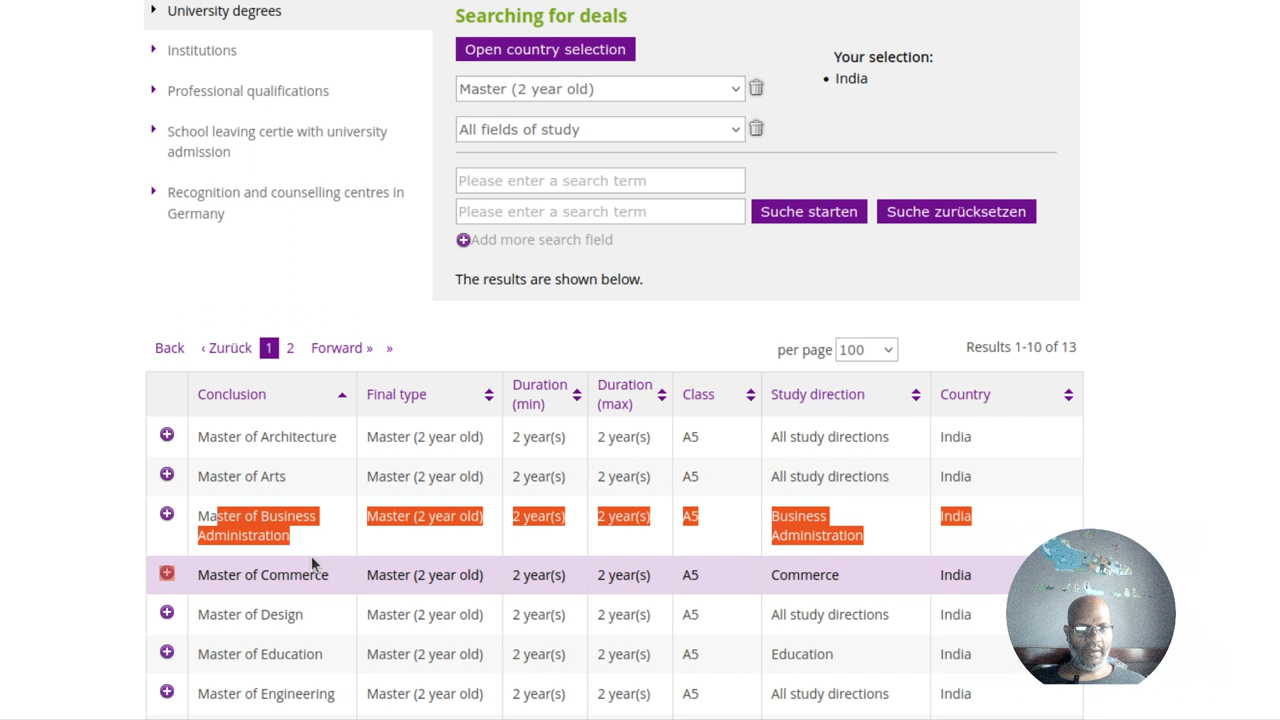 University degrees
Institutions
Professional qualifications
School leaving certie with university
admission
Recognition and counselling centres in
Germany
Searching for deals
Open country selection
Master (2 year old)
All fields of study
Please enter a search term
Please enter a search term
Suche starten
Suche zurücksetzen
Add more search field
The results are shown below.
Your selection:
• India
Back ‹ Zurück 1 2 Forward » »
per page 100
Results 1-10 of 13
Conclusion Final type Duration (min) Duration (max) Class Study direction Country
Master of Architecture Master (2 year old) 2 year(s) 2 year(s) A5 All study directions India
Master of Arts Master (2 year old) 2 year(s) 2 year(s) A5 All study directions India
Master of Business Master (2 year old) 2 year(s) 2 year(s) A5 Business India
Administration Administration
Master of Commerce Master (2 year old) 2 year(s) 2 year(s) A5 Commerce India
Master of Design Master (2 year old) 2 year(s) 2 year(s) A5 All study directions India
Master of Education Master (2 year old) 2 year(s) 2 year(s) A5 Education India
Master of Engineering Master (2 year old) 2 year(s) 2 year(s) A5 All study directions India